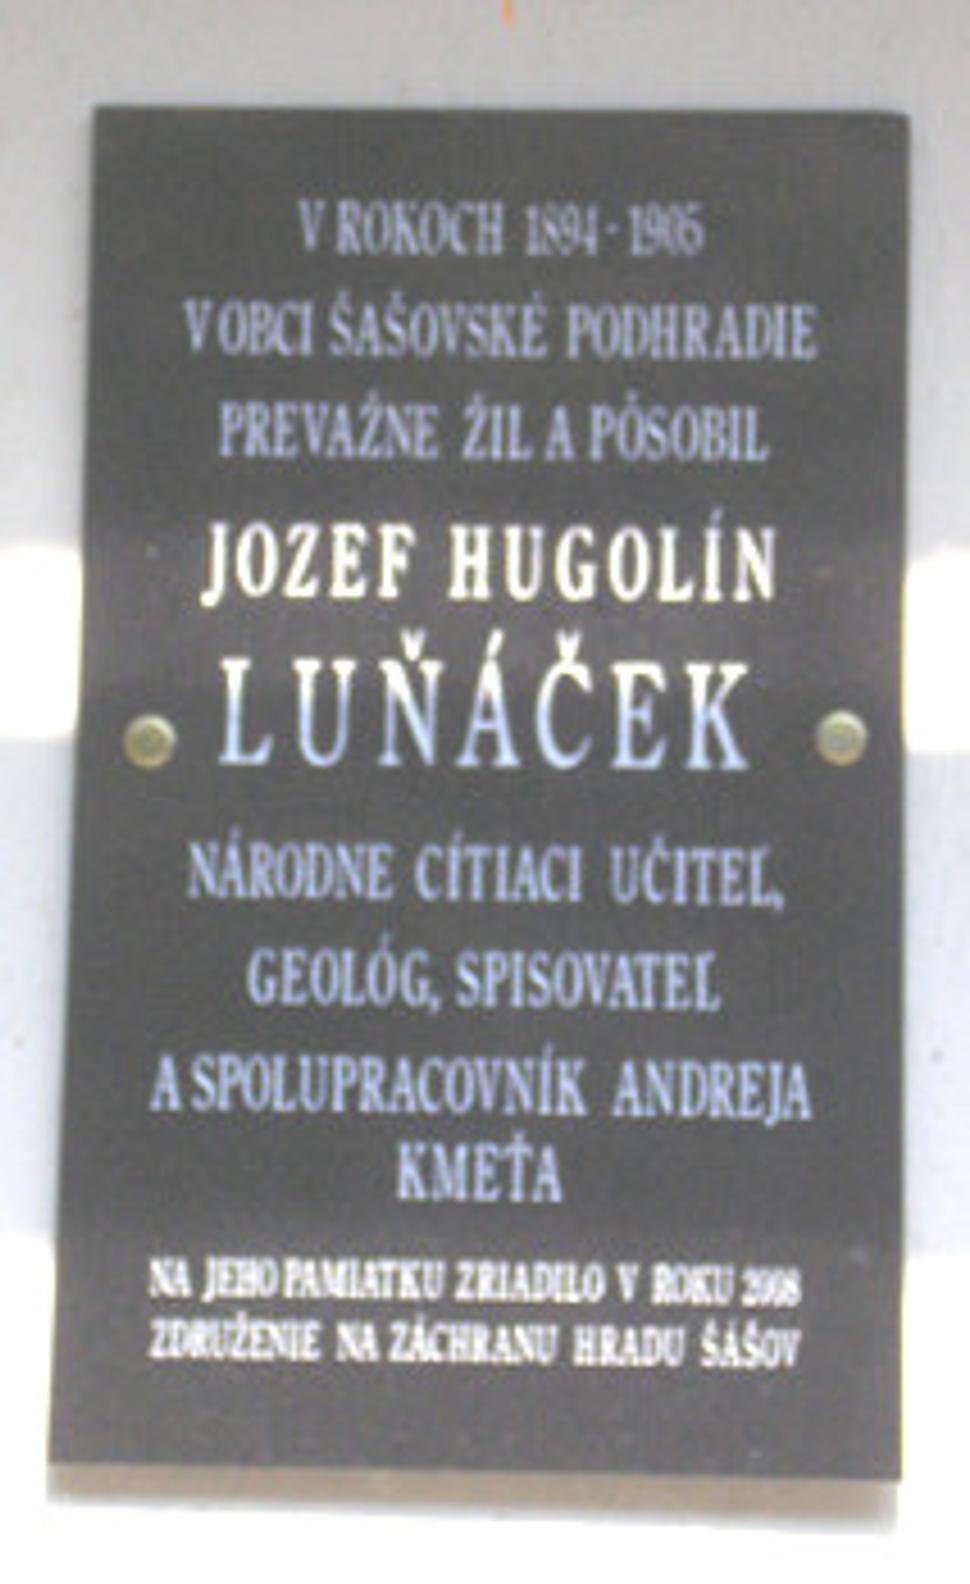 V ROKOCH 1894 - 1905
V OBCI ŠAŠOVSKÉ PODHRADIE
PREVAŽNE ŽIL A PÔSOBIL
JOZEF HUGOLÍN
LUŇÁČEK
NÁRODNE CÍTIACI UČITEĽ,
GEOLÓG, SPISOVATEĽ
A SPOLUPRACOVNÍK ANDREJA
KMEŤA
NA JEHO PAMIATKU ZRIADILO V ROKU 2008
ZDRUŽENIE NA ZÁCHRANU HRADU ŠÁŠOV